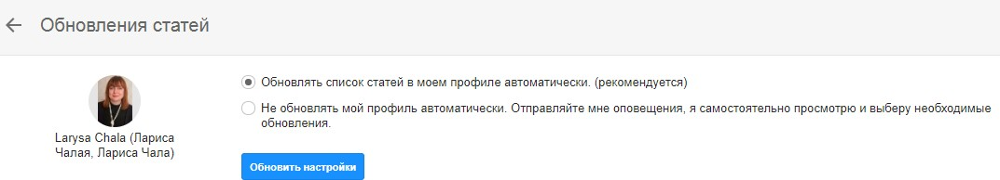 Обновления статей
Обновлять список статей в моем профиле автоматически. (рекомендуется)
Не обновлять мой профиль автоматически. Отправляйте мне оповещения, я самостоятельно просмотрю и выберу необходимые
обновления.
Larysa Chala (Лариса
Чалая, Лариса Чала)
Обновить настройки